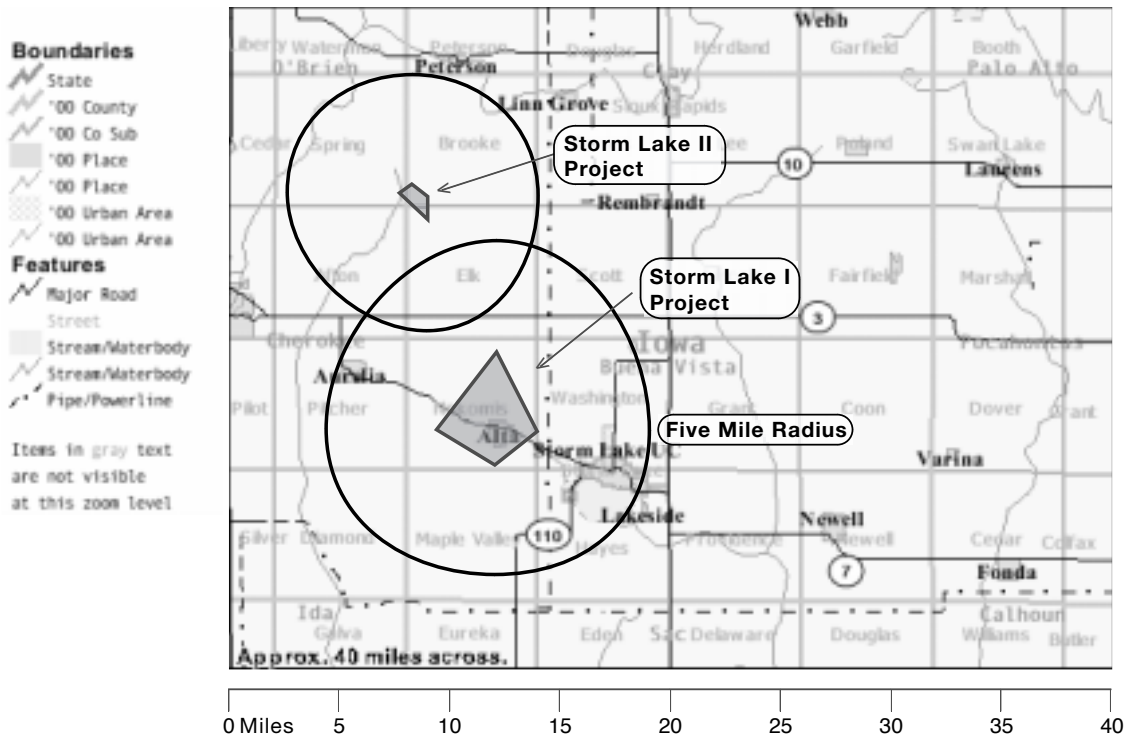 Boundaries
State
'00 County
'00 Co Sub
'00 Place
'00 Place
'00 Urban Area
'00 Urban Area
Features
Major Road
Street
Stream/Waterbody
Stream/Waterbody
Pipe/Powerline
Items in gray text
are not visible
at this zoom level
Webb
Liberty Waterman Peterson Douglas Herdland Garfield Booth
O'Brien Peterson Clay Palo Alto
Linn Grove Sioux Rapids
Cedar Spring Brooke Lee Poland Swan Lake
Storm Lake II
Project
10
Laurens
Rembrandt
Afton Elk Scott Fairfield Marshall
Storm Lake I
Project
3
Cherokee Iowa Pocahontas
Buena Vista
Aurelia
Pilot Pitcher Nokomis Washington Grant Coon Dover Grant
Five Mile Radius
Alta
Storm Lake UC
Varina
Lakeside Newell
Silver Diamond Maple Valley 110 Hayes Providence Newell Cedar Colfax
7
Fonda
Ida Calhoun
Galva Eureka Eden Sac Delaware Douglas Williams Butler
Approx. 40 miles across.
0 Miles 5 10 15 20 25 30 35 40